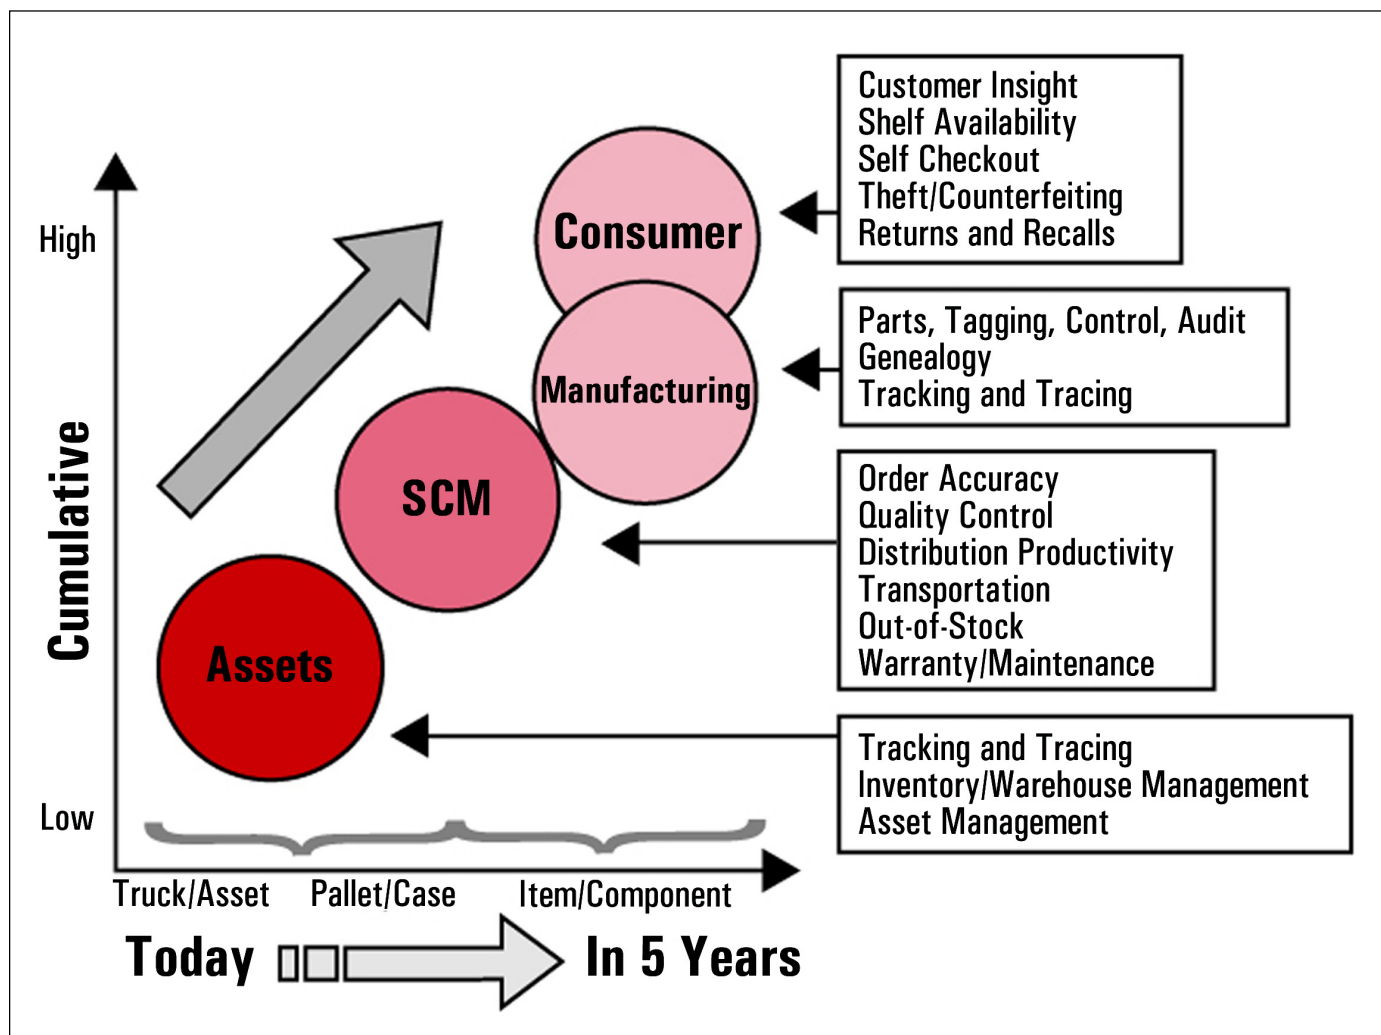 Customer Insight
Shelf Availability
Self Checkout
Theft/Counterfeiting
Returns and Recalls
High
Consumer
Parts, Tagging, Control, Audit
Genealogy
Tracking and Tracing
Manufacturing
Cumulative
SCM
Order Accuracy
Quality Control
Distribution Productivity
Transportation
Out-of-Stock
Warranty/Maintenance
Assets
Tracking and Tracing
Inventory/Warehouse Management
Asset Management
Low
Truck/Asset Pallet/Case Item/Component
Today In 5 Years